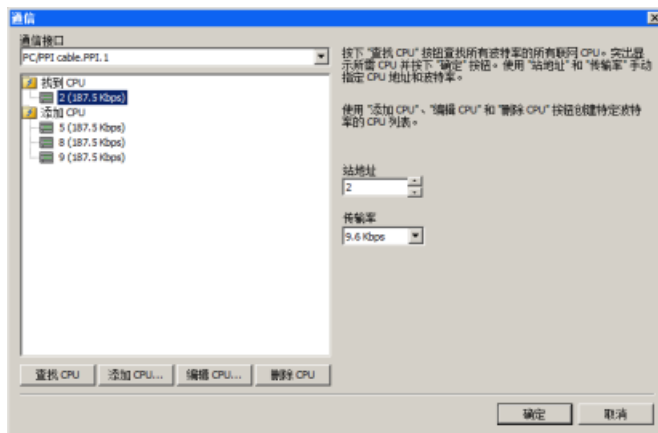 通信
通信接口
PC/PPI cable.PPI.1
找到 CPU
2 (187.5 Kbps)
添加 CPU
5 (187.5 Kbps)
8 (187.5 Kbps)
9 (187.5 Kbps)
查找 CPU
添加 CPU...
编辑 CPU...
删除 CPU
按下 "查找 CPU" 按钮查找所有波特率的所有联网 CPU。突出显
示所需 CPU 并按下 "确定" 按钮。使用 "站地址" 和 "传输率" 手动
指定 CPU 地址和波特率。
使用 "添加 CPU"、"编辑 CPU" 和 "删除 CPU" 按钮创建特定波特
率的 CPU 列表。
站地址
2
传输率
9.6 Kbps
确定
取消